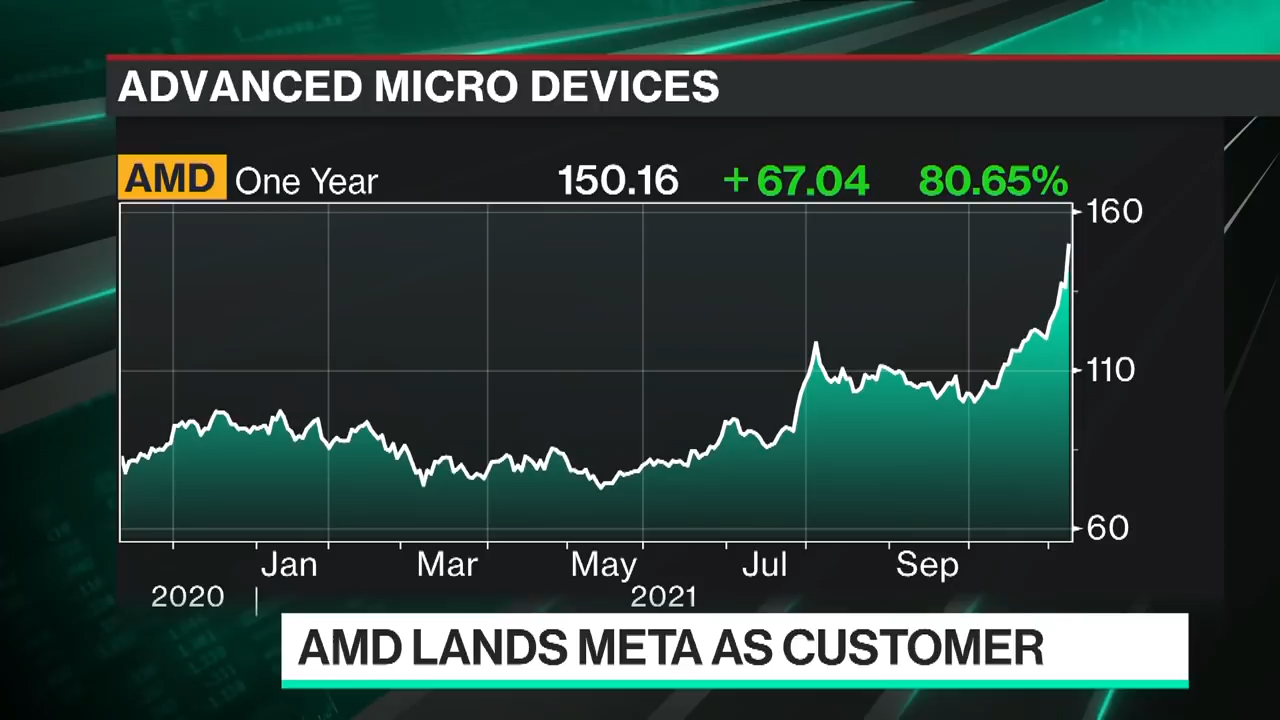 ADVANCED MICRO DEVICES
AMD One Year 150.16 +67.04 80.65%
160
110
60
Jan Mar May Jul Sep
2020 | 2021
AMD LANDS META AS CUSTOMER